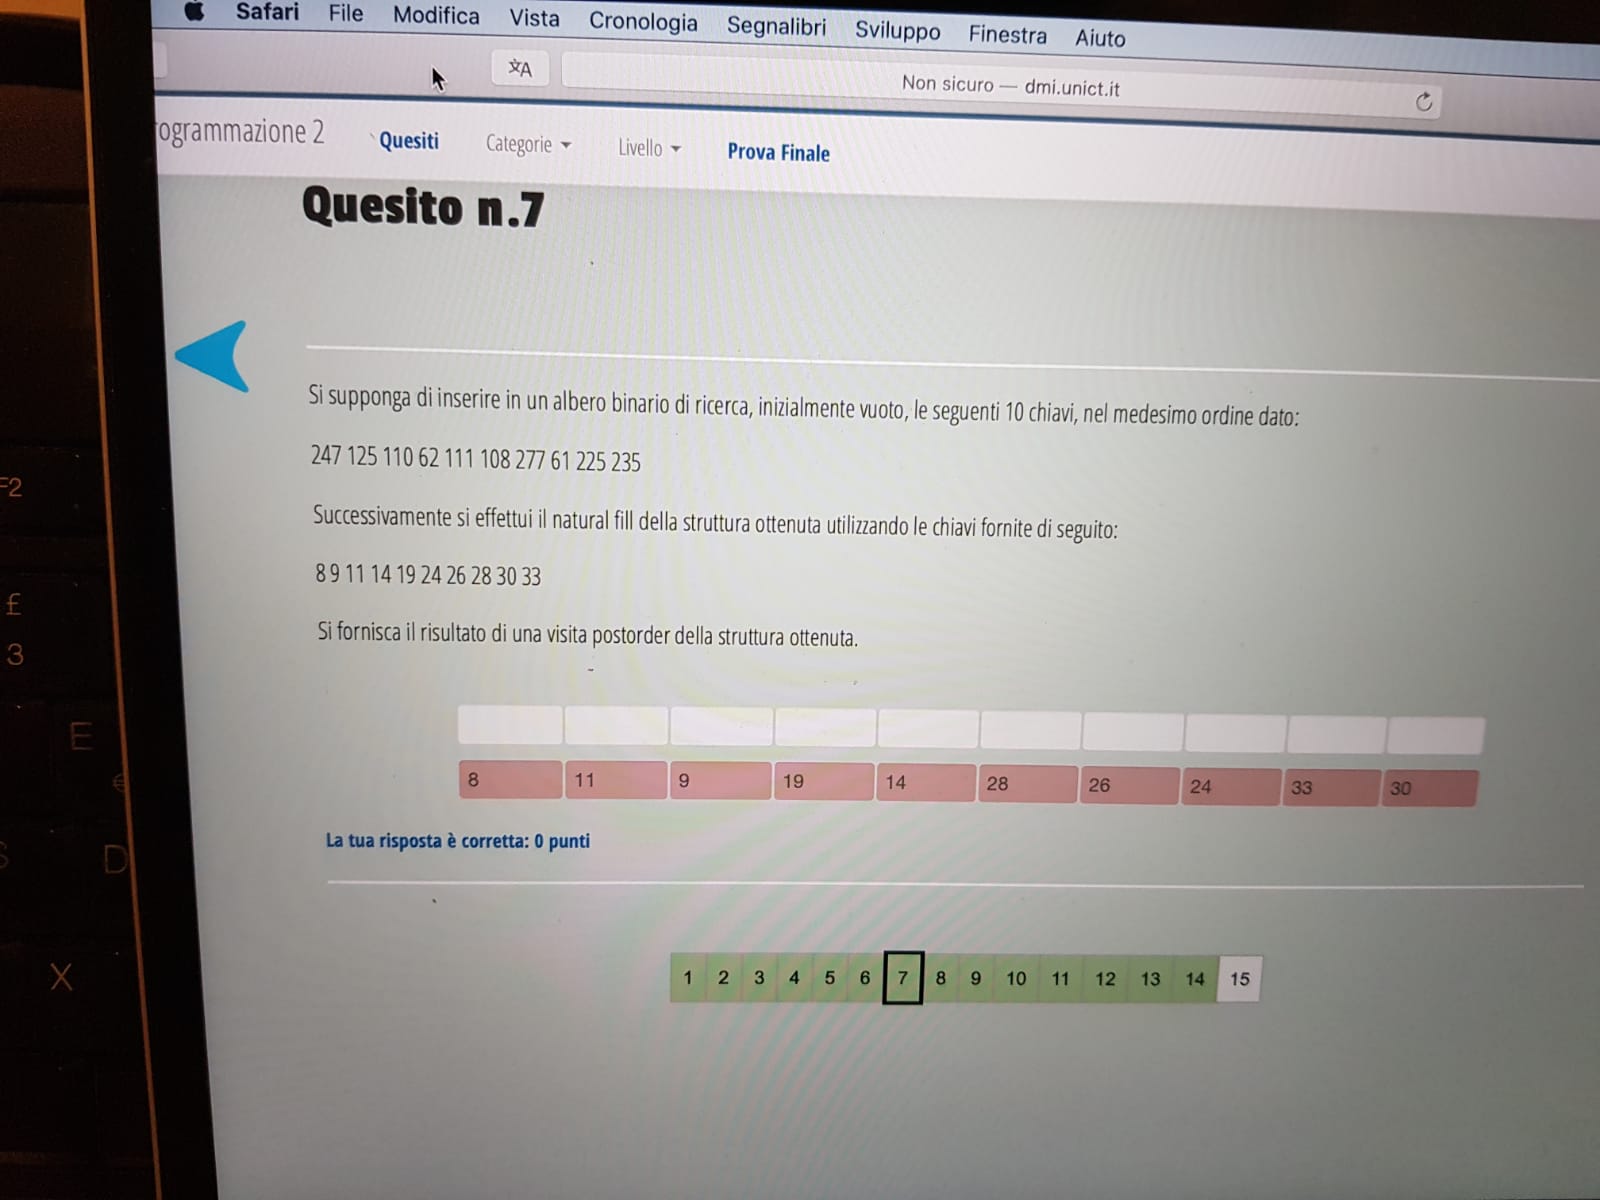 Safari File Modifica Vista Cronologia Segnalibri Sviluppo Finestra Aiuto
Non sicuro — dmi.unict.it
rogrammazione 2 Quesiti Categorie Livello Prova Finale
Quesito n.7
Si supponga di inserire in un albero binario di ricerca, inizialmente vuoto, le seguenti 10 chiavi, nel medesimo ordine dato:
247 125 110 62 111 108 277 61 225 235
Successivamente si effettui il natural fill della struttura ottenuta utilizzando le chiavi fornite di seguito:
8 9 11 14 19 24 26 28 30 33
Si fornisca il risultato di una visita postorder della struttura ottenuta.
8 11 9 19 14 28 26 24 33 30
La tua risposta è corretta: 0 punti
1 2 3 4 5 6 7 8 9 10 11 12 13 14 15
F2
£
3
E
€
D
X